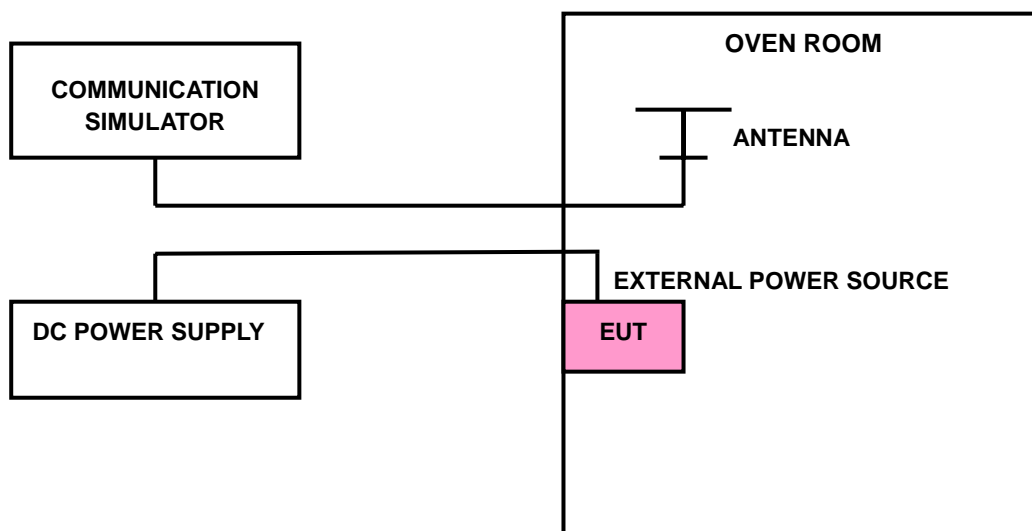 OVEN ROOM
COMMUNICATION
SIMULATOR
ANTENNA
EXTERNAL POWER SOURCE
DC POWER SUPPLY
EUT